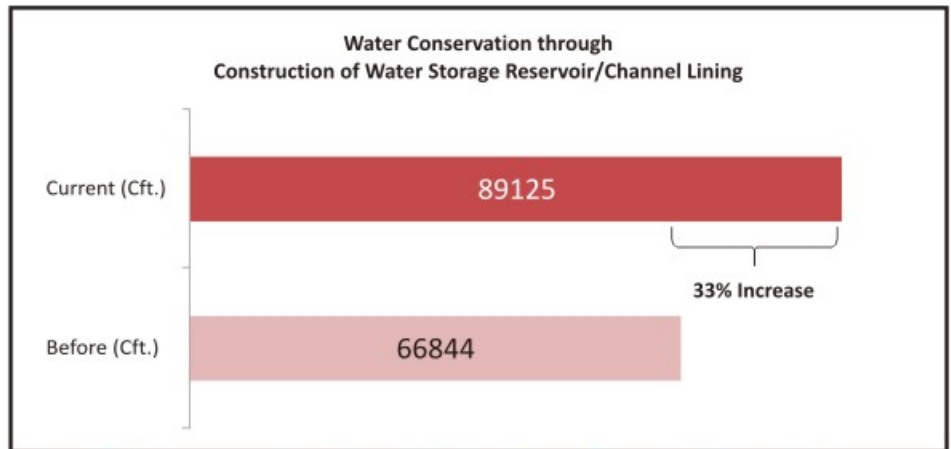 Water Conservation through
Construction of Water Storage Reservoir/Channel Lining
Current (Cft.)
89125
33% Increase
Before (Cft.)
66844